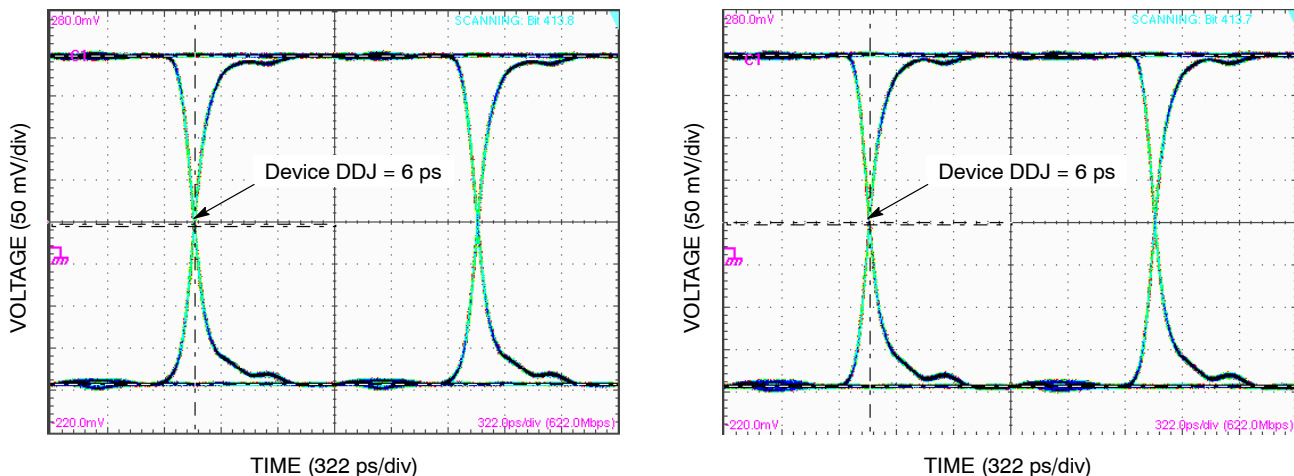 280.0mV
SCANNING: Bit 413.8
C1
Device DDJ = 6 ps
VOLTAGE (50 mV/div)
-220.0mV
322.0ps/div (622.0Mbps)
TIME (322 ps/div)
280.0mV
SCANNING: Bit 413.7
C1
Device DDJ = 6 ps
VOLTAGE (50 mV/div)
-220.0mV
322.0ps/div (622.0Mbps)
TIME (322 ps/div)